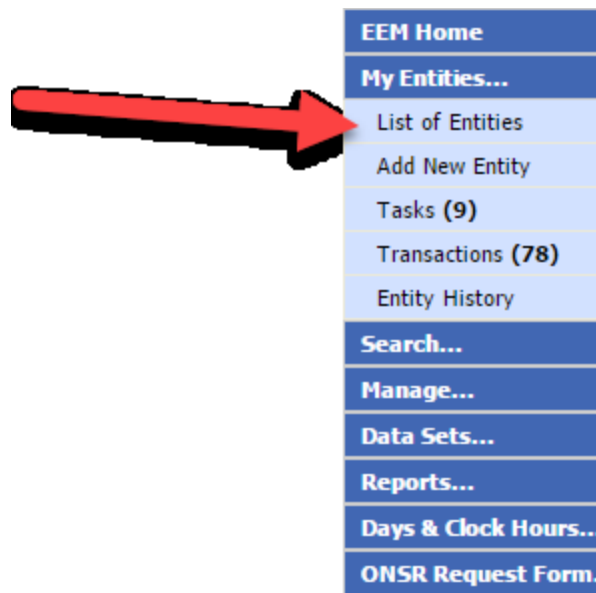 EEM Home
My Entities...
List of Entities
Add New Entity
Tasks (9)
Transactions (78)
Entity History
Search...
Manage...
Data Sets...
Reports...
Days & Clock Hours...
ONSR Request Form.